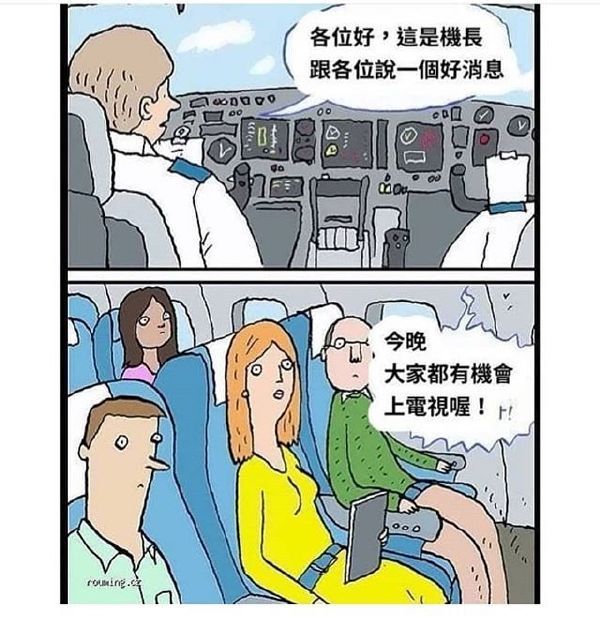 各位好，這是機長
跟各位說一個好消息
今晚
大家都有機會
上電視喔！
rouming.cz